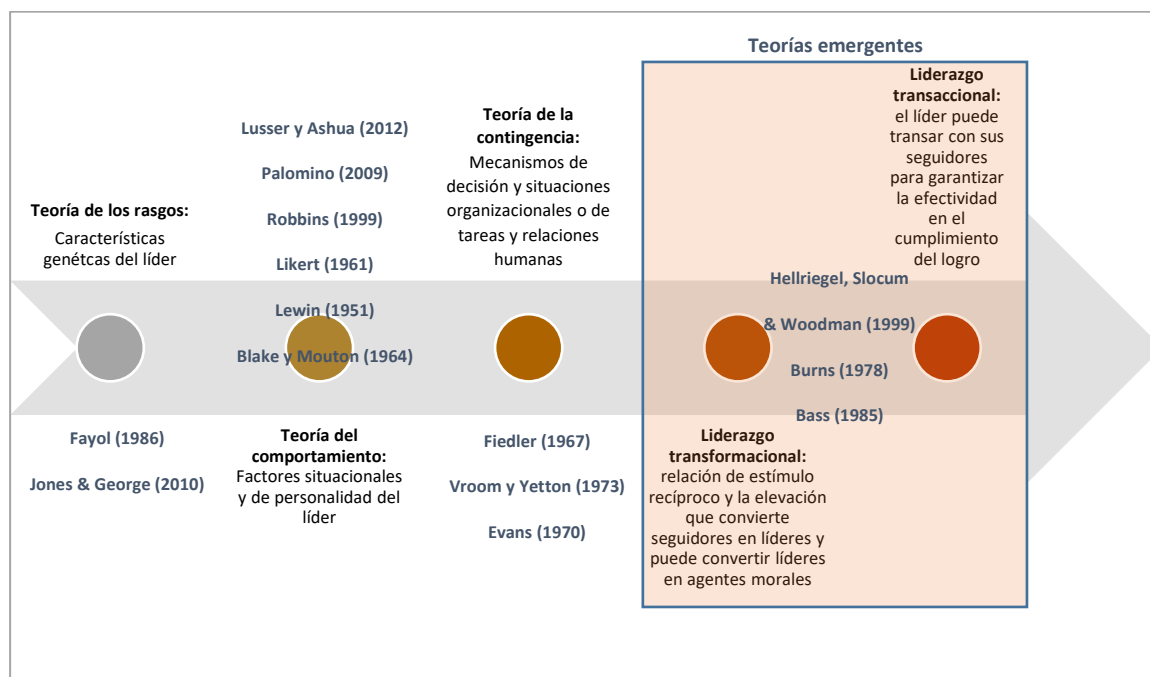 Teoría de los rasgos:
Características
genétcas del líder
Fayol (1986)
Jones & George (2010)
Lusser y Ashua (2012)
Palomino (2009)
Robbins (1999)
Likert (1961)
Lewin (1951)
Blake y Mouton (1964)
Teoría del
comportamiento:
Factores situacionales
y de personalidad del
líder
Teoría de la
contingencia:
Mecanismos de
decisión y situaciones
organizacionales o de
tareas y relaciones
humanas
Fiedler (1967)
Vroom y Yetton (1973)
Evans (1970)
Teorías emergentes
Liderazgo
transaccional:
el líder puede
transar con sus
seguidores
para garantizar
la efectividad
en el
cumplimiento
del logro
Hellriegel, Slocum
& Woodman (1999)
Burns (1978)
Bass (1985)
Liderazgo
transformacional:
relación de estímulo
recíproco y la elevación
que convierte
seguidores en líderes y
puede convertir líderes
en agentes morales